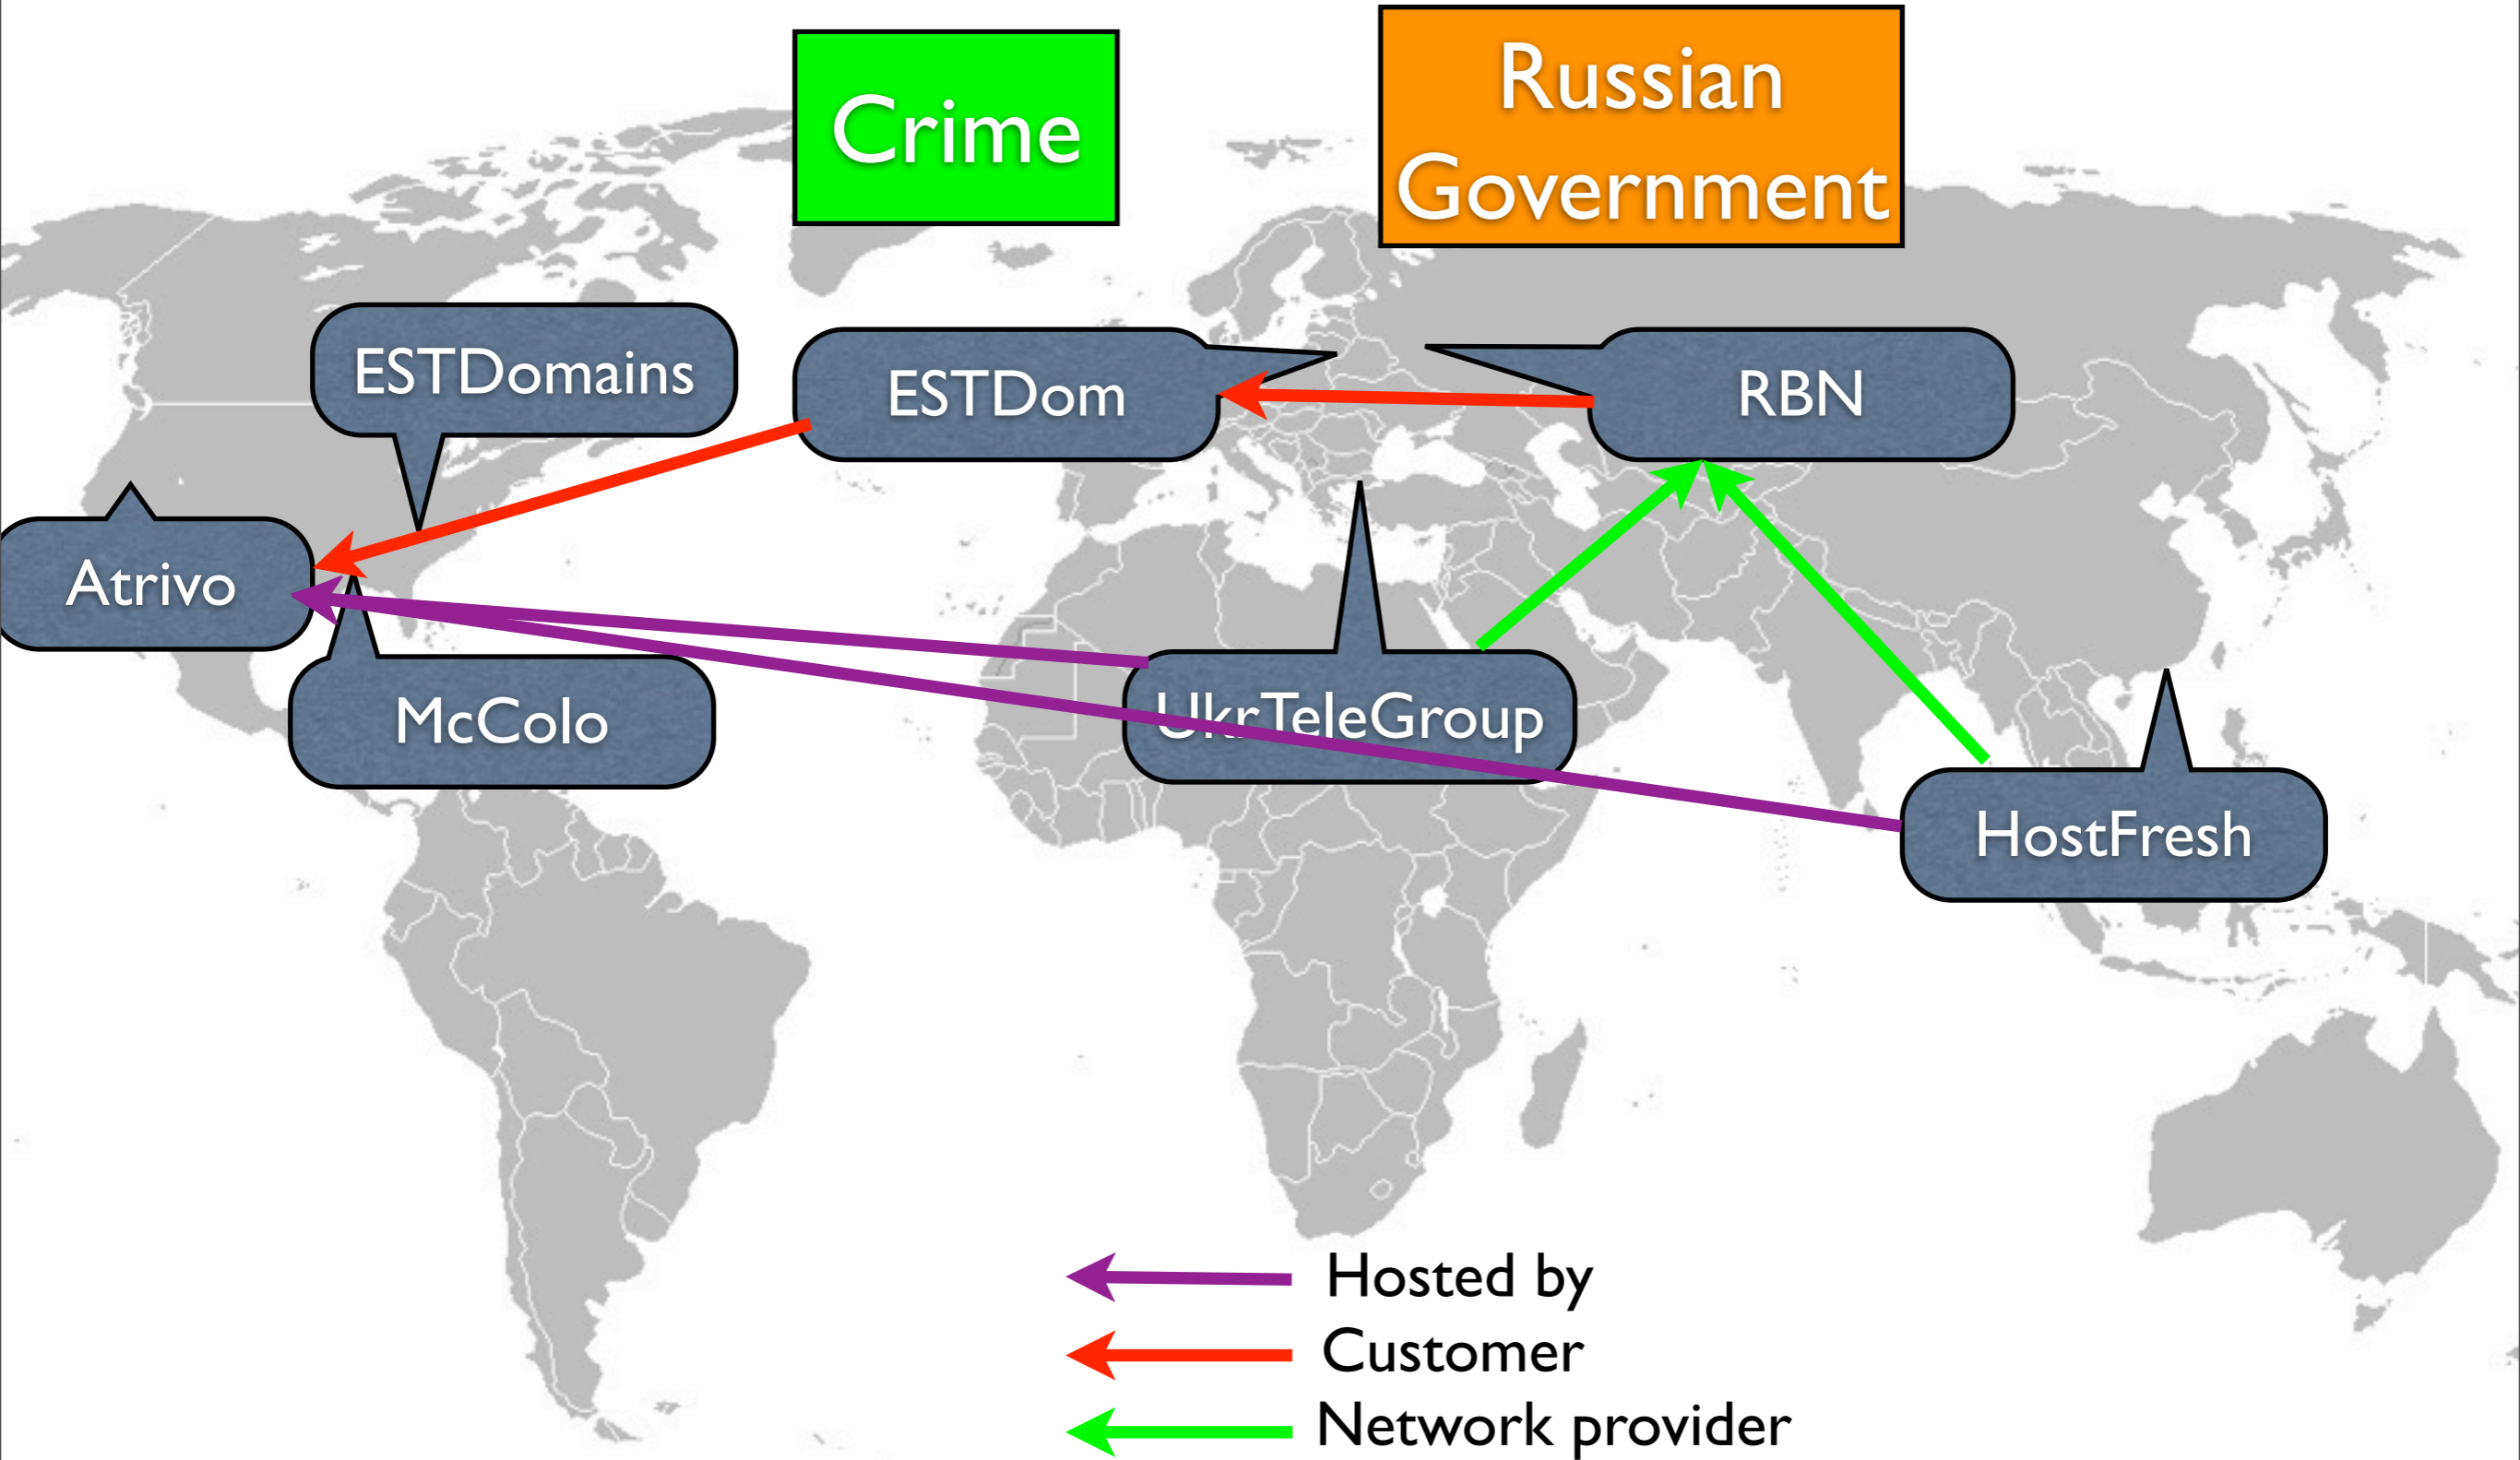 Crime
Russian
Government
ESTDomains
ESTDom
RBN
Atrivo
McColo
UkrTeleGroup
HostFresh
Hosted by
Customer
Network provider